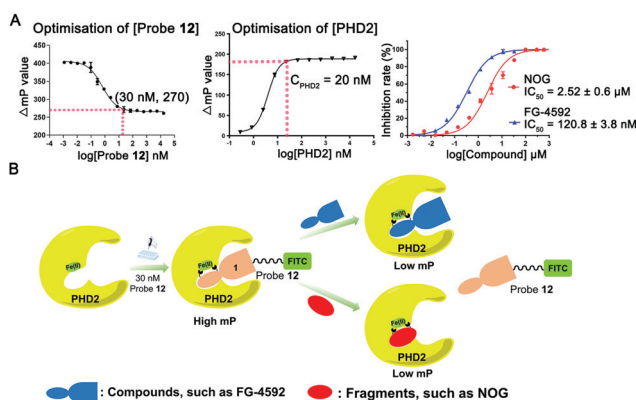 A
Optimisation of [Probe 12]
△mP value
450
400
350
300
250
200
(30 nM, 270)
-4 -3 -2 -1 0 1 2 3 4 5
log[Probe 12] nM
Optimisation of [PHD2]
△mP value
200
150
100
50
0
C PHD2 = 20 nM
0 2 4
log[PHD2] nM
Inhibition rate (%)
100
80
60
40
20
0
NOG
IC50 = 2.52 ± 0.6 μM
FG-4592
IC50 = 120.8 ± 3.8 nM
-3 -2 -1 0 1 2 3
log[Compound] μM
B
Fe(II)
PHD2
30 nM
Probe 12
Fe(II)
1
FITC
PHD2
Probe 12
High mP
Fe(II)
PHD2
Low mP
FITC
Probe 12
Fe(II)
PHD2
Low mP
: Compounds, such as FG-4592
: Fragments, such as NOG